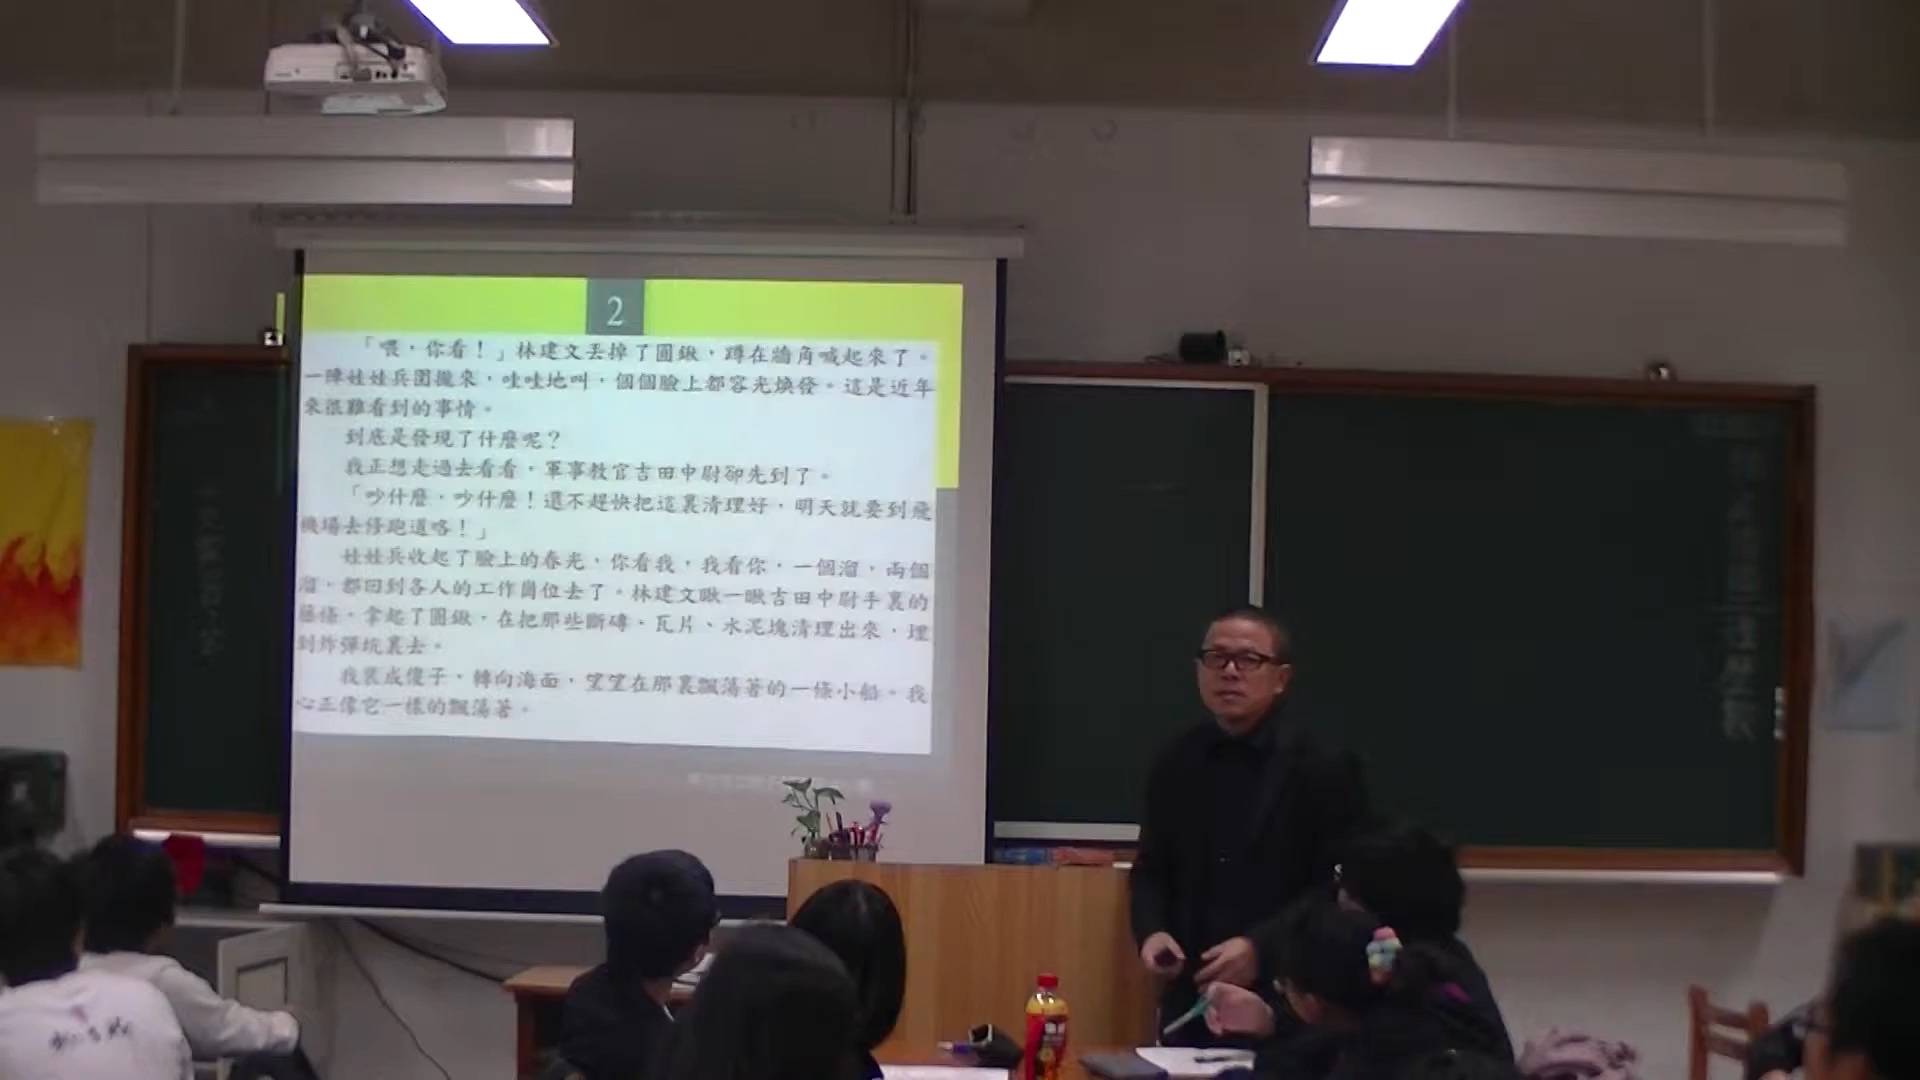 2
「喂,你看!」林建文丟掉了圓鍬,蹲在牆角喊起來了。
一陣娃娃兵圍攏來,哇哇地叫,個個臉上都容光煥發。這是近年
來很難看到的事情。
到底是發現了什麼呢?
我正想走過去看看,軍事教官吉田中尉卻先到了。
「吵什麼,吵什麼!還不趕快把這裏清理好,明天就要到飛
機場去修跑道咯!」
娃娃兵收起了臉上的春光,你看我,我看你,一個溜,兩個
溜,都回到各人的工作崗位去了。林建文瞅一瞅吉田中尉手裏的
藤條,拿起了圓鍬,在把那些斷磚、瓦片、水泥塊清理出來,埋
到炸彈坑裏去。
我裝成傻子,轉向海面,望望在那裏飄蕩著的一條小船。我
心正像它一樣的飄蕩著。